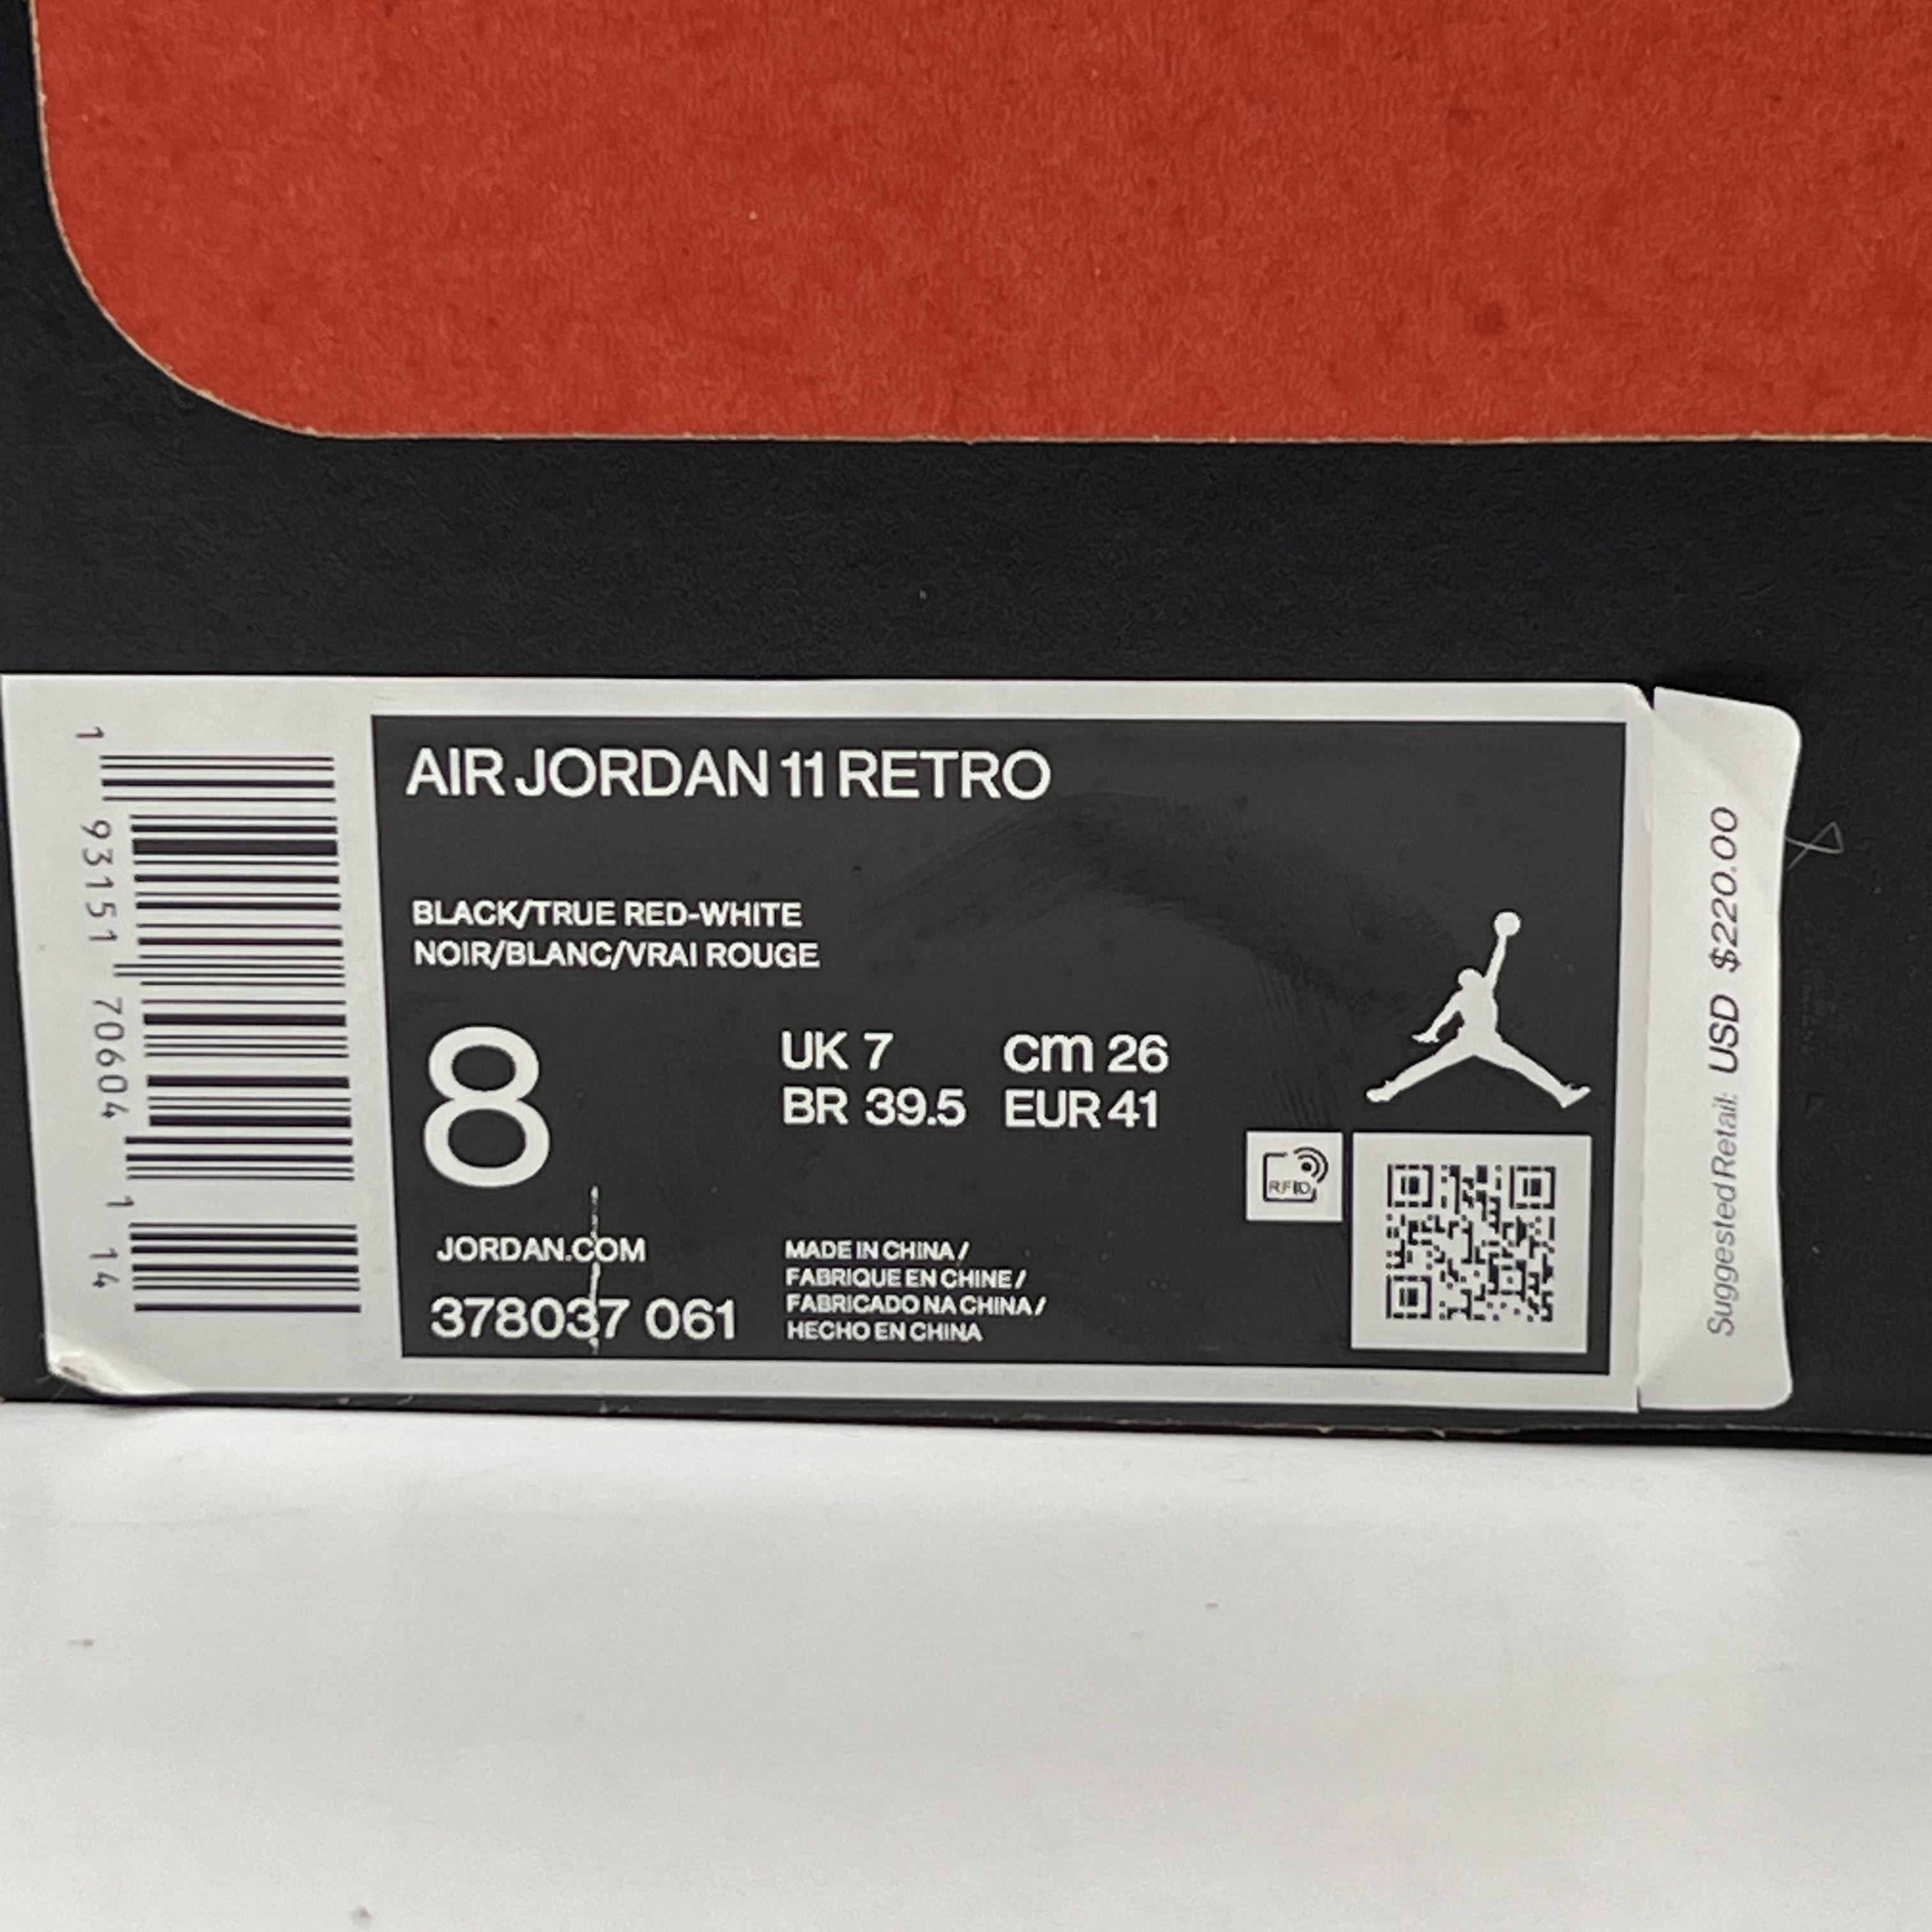 AIR JORDAN 11 RETRO
BLACK/TRUE RED-WHITE
NOIR/BLANC/VRAI ROUGE
8
UK 7
cm 26
BR 39.5
EUR 41
RFID
JORDAN.COM
378037 061
MADE IN CHINA /
FABRIQUE EN CHINE /
FABRICADO NA CHINA /
HECHO EN CHINA
1 93151 70604 1 14
Suggested Retail: USD $220.00